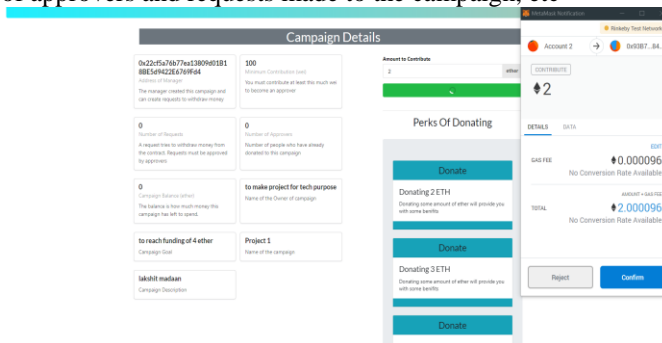 of approvers and requests made to the campaign, etc
Campaign Details
0x22cf5a76b77ea13809d01B1
8BE5d9422E6769Fd4
Address of Manager
The manager created this campaign and
can create requests to withdraw money
100
Minimum Contribution (wei)
You must contribute at least this much wei
to become an approver
0
Number of Requests
A request tries to withdraw money from
the contract. Requests must be approved
by approvers
0
Number of Approvers
Number of people who have already
donated to this campaign
0
Campaign Balance (ether)
The balance is how much money this
campaign has left to spend.
to make project for tech purpose
Name of the Owner of campaign
to reach funding of 4 ether
Campaign Goal
Project 1
Name of the campaign
lakshit madaan
Campaign Description
Amount to Contribute
2
ether
Perks Of Donating
Donate
Donating 2 ETH
Donating some amount of ether will provide you
with some benifits
Donate
Donating 3 ETH
Donating some amount of ether will provide you
with some benifits
Donate
MetaMask Notification
Rinkeby Test Network
Account 2
0x93B7...84...
CONTRIBUTE
2
DETAILS
DATA
EDIT
GAS FEE
0.000096
No Conversion Rate Available
AMOUNT + GAS FEE
TOTAL
2.000096
No Conversion Rate Available
Reject
Confirm